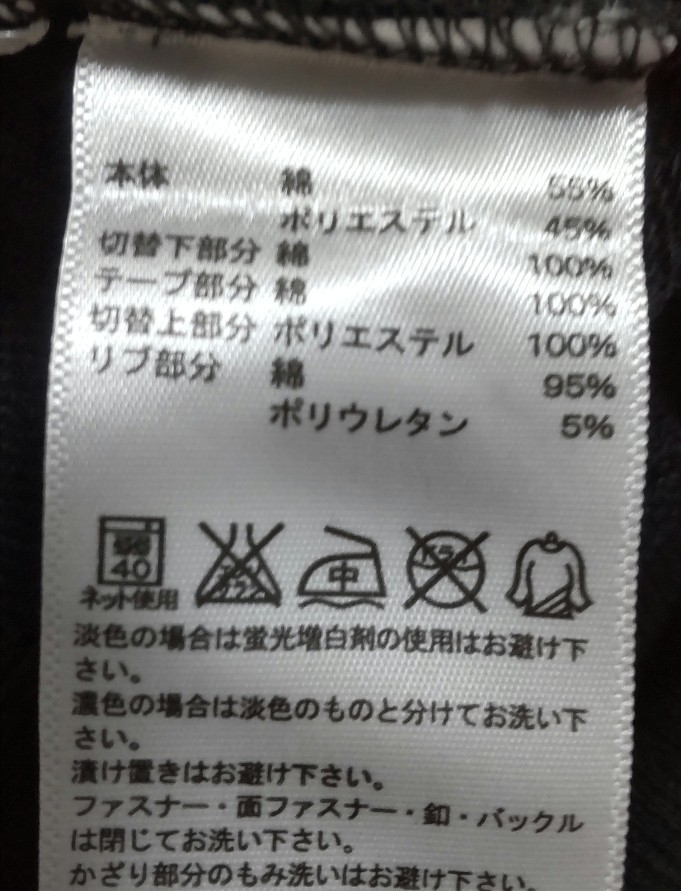 本体 綿 55%
ポリエステル 45%
切替下部分 綿 100%
テープ部分 綿 100%
切替上部分 ポリエステル 100%
リブ部分 綿 95%
ポリウレタン 5%
40 中 ドライ
ネット使用
淡色の場合は蛍光増白剤の使用はお避け下
さい。
濃色の場合は淡色のものと分けてお洗い下
さい。
漬け置きはお避け下さい。
ファスナー・面ファスナー・釦・バックル
は閉じてお洗い下さい。
かざり部分のもみ洗いはお避け下さい。